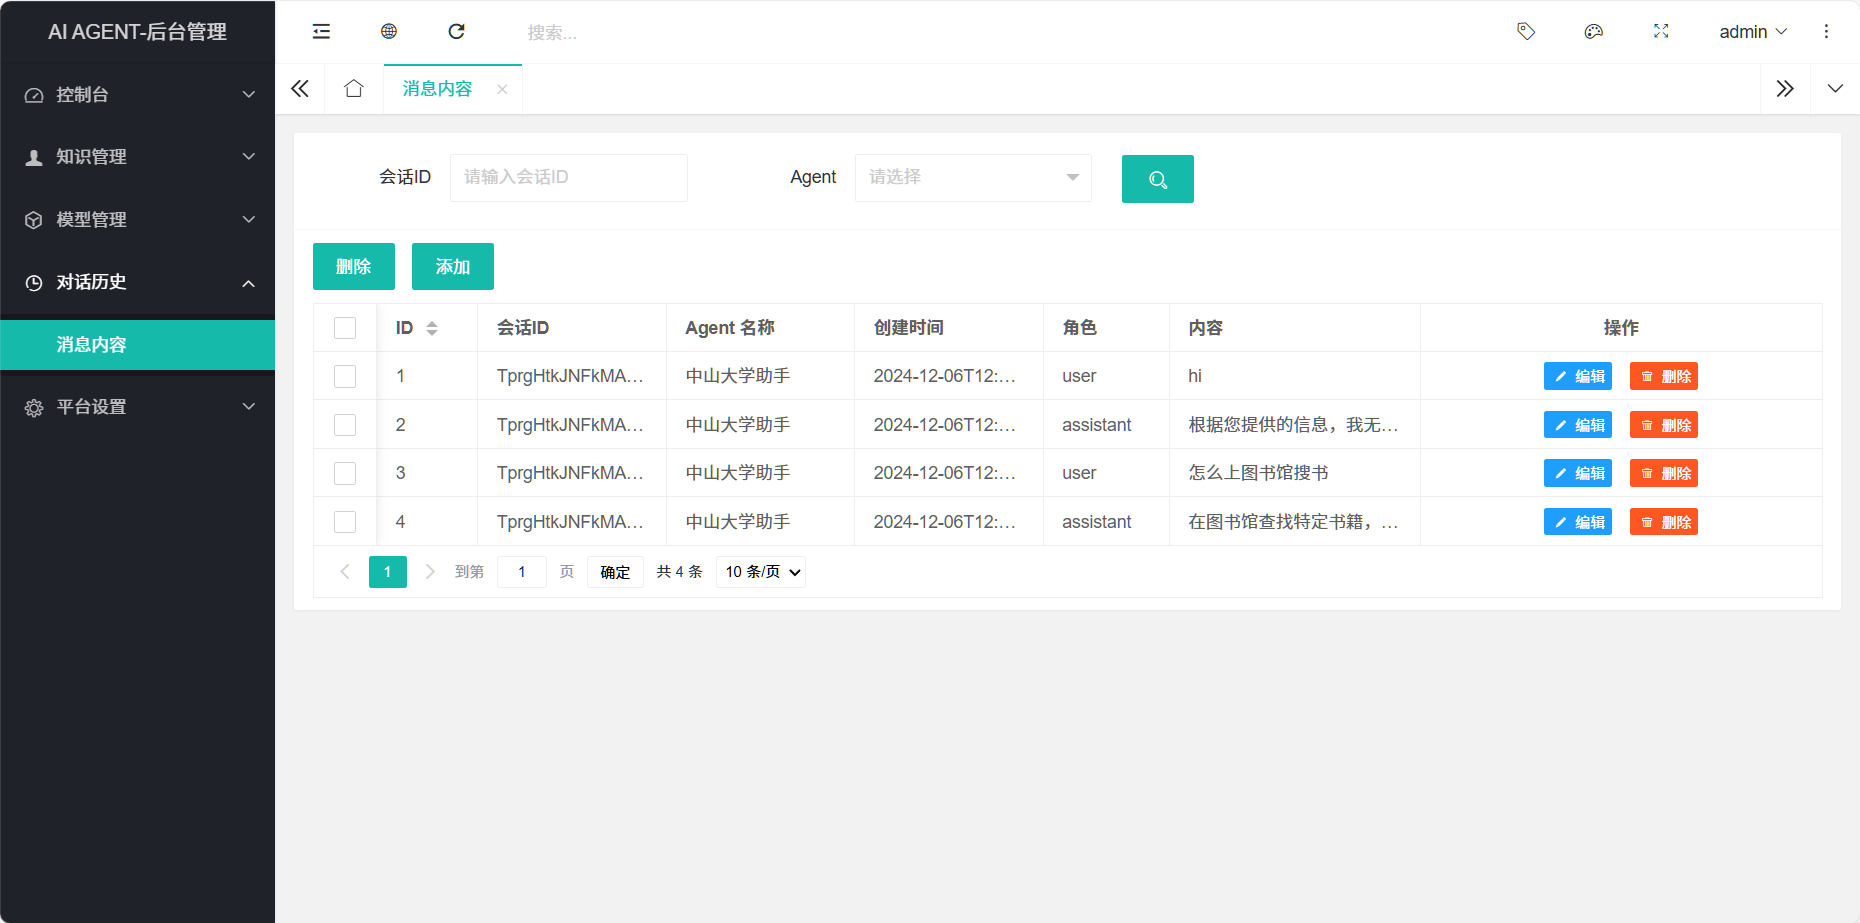 AI AGENT-后台管理
搜索...
admin
控制台
知识管理
模型管理
对话历史
消息内容
平台设置
消息内容
会话ID 请输入会话ID Agent 请选择
删除 添加
ID 会话ID Agent 名称 创建时间 角色 内容 操作
1 TprgHtkJNFkMA... 中山大学助手 2024-12-06T12:... user hi 编辑 删除
2 TprgHtkJNFkMA... 中山大学助手 2024-12-06T12:... assistant 根据您提供的信息，我无... 编辑 删除
3 TprgHtkJNFkMA... 中山大学助手 2024-12-06T12:... user 怎么上图书馆搜书 编辑 删除
4 TprgHtkJNFkMA... 中山大学助手 2024-12-06T12:... assistant 在图书馆查找特定书籍，... 编辑 删除
1 到第 1 页 确定 共 4 条 10 条/页